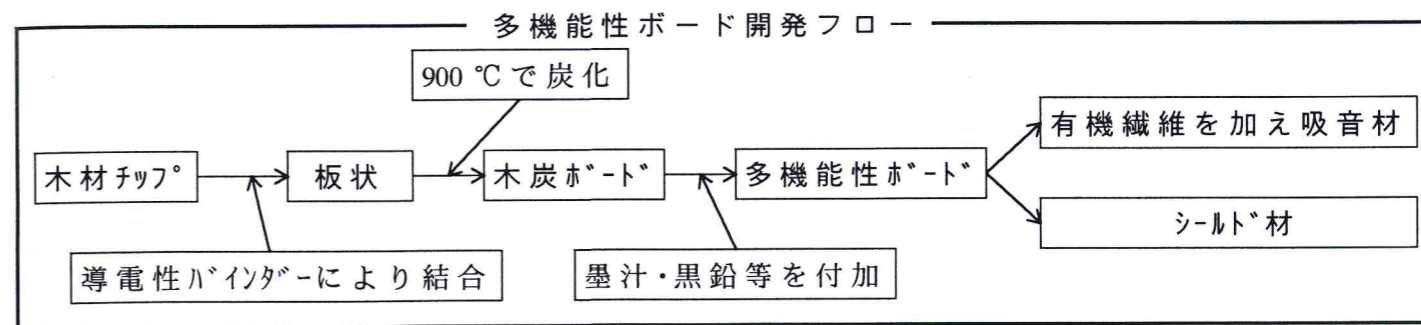 多機能性ボード開発フロー
900 ℃で炭化
有機繊維を加え吸音材
木材ﾁｯﾌﾟ
板状
木炭ﾎﾞｰﾄﾞ
多機能性ﾎﾞｰﾄﾞ
ｼｰﾙﾄﾞ材
導電性ﾊﾞｲﾝﾀﾞｰにより結合
墨汁・黒鉛等を付加